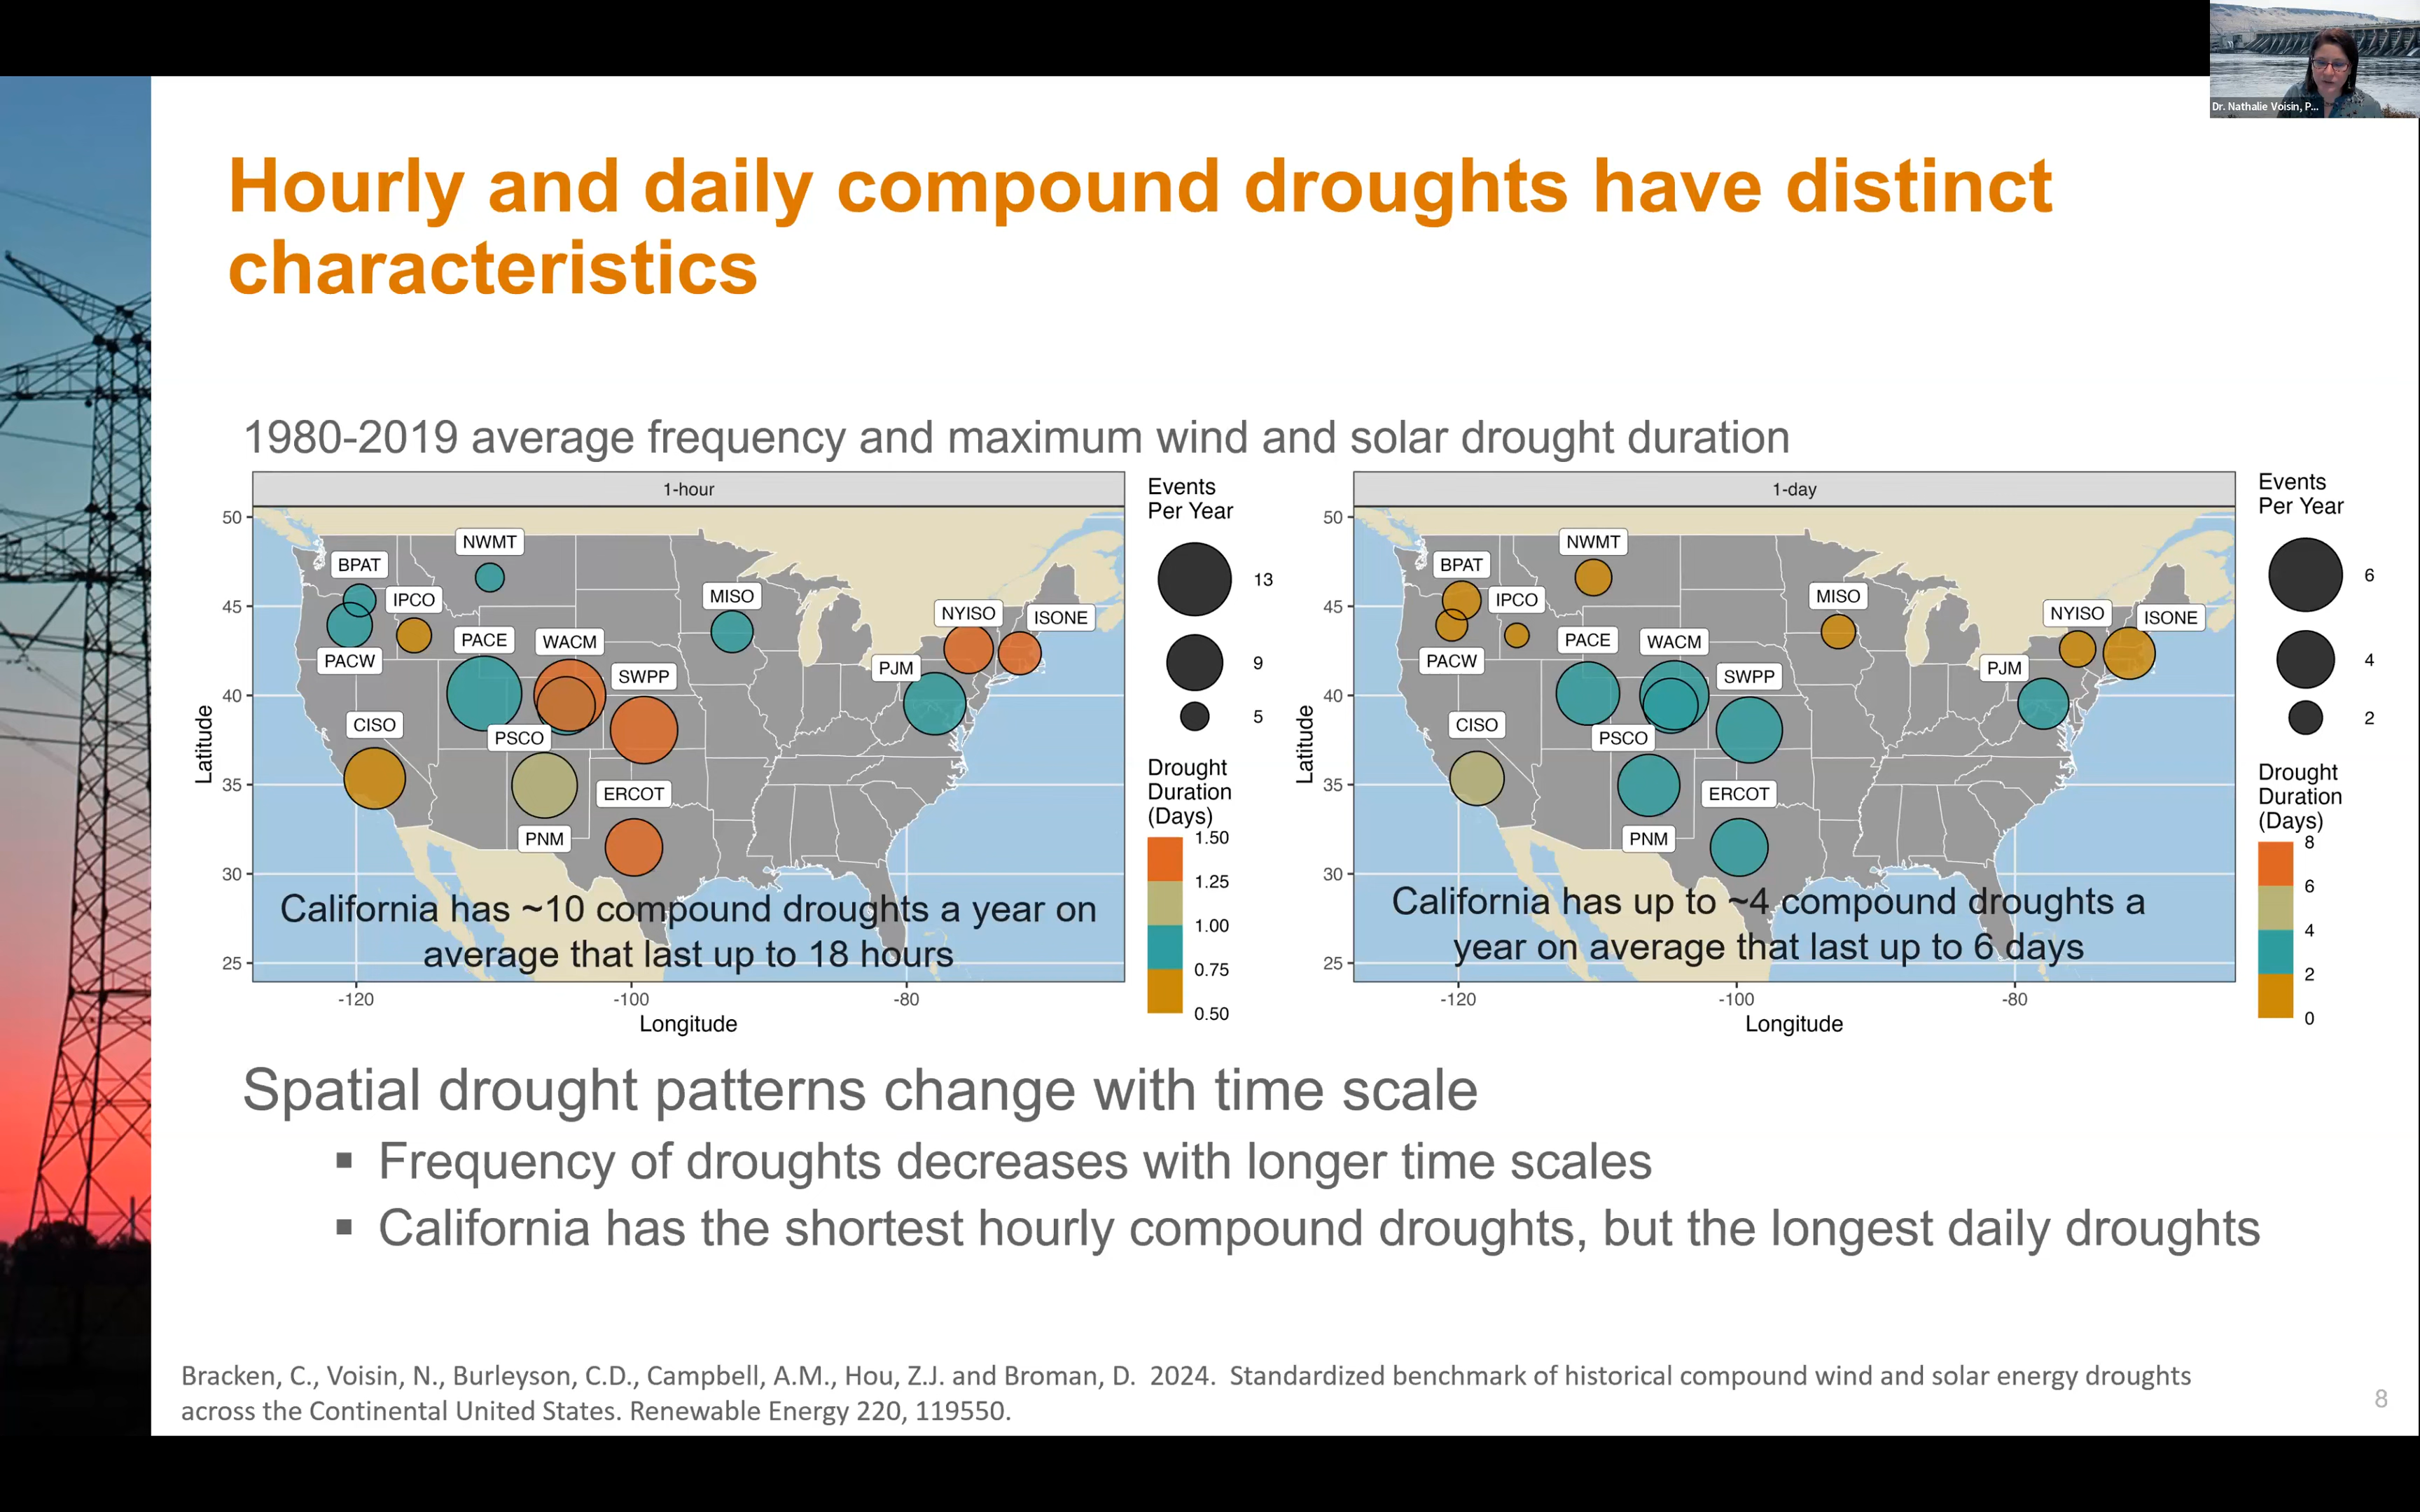 Dr. Nathalie Voisin, P...
Hourly and daily compound droughts have distinct
characteristics
1980-2019 average frequency and maximum wind and solar drought duration
1-hour
50
45
40
35
30
25
Latitude
-120
-100
-80
Longitude
NWMT
BPAT
IPCO
PACW
PACE
WACM
MISO
NYISO
ISONE
SWPP
PJM
CISO
PSCO
ERCOT
PNM
California has ~10 compound droughts a year on
average that last up to 18 hours
Events
Per Year
13
9
5
Drought
Duration
(Days)
1.50
1.25
1.00
0.75
0.50
1-day
50
45
40
35
30
25
Latitude
-120
-100
-80
Longitude
NWMT
BPAT
IPCO
PACW
PACE
WACM
MISO
NYISO
ISONE
SWPP
PJM
CISO
PSCO
ERCOT
PNM
California has up to ~4 compound droughts a
year on average that last up to 6 days
Events
Per Year
6
4
2
Drought
Duration
(Days)
8
6
4
2
0
Spatial drought patterns change with time scale
▪ Frequency of droughts decreases with longer time scales
▪ California has the shortest hourly compound droughts, but the longest daily droughts
Bracken, C., Voisin, N., Burleyson, C.D., Campbell, A.M., Hou, Z.J. and Broman, D. 2024. Standardized benchmark of historical compound wind and solar energy droughts
across the Continental United States. Renewable Energy 220, 119550.
8